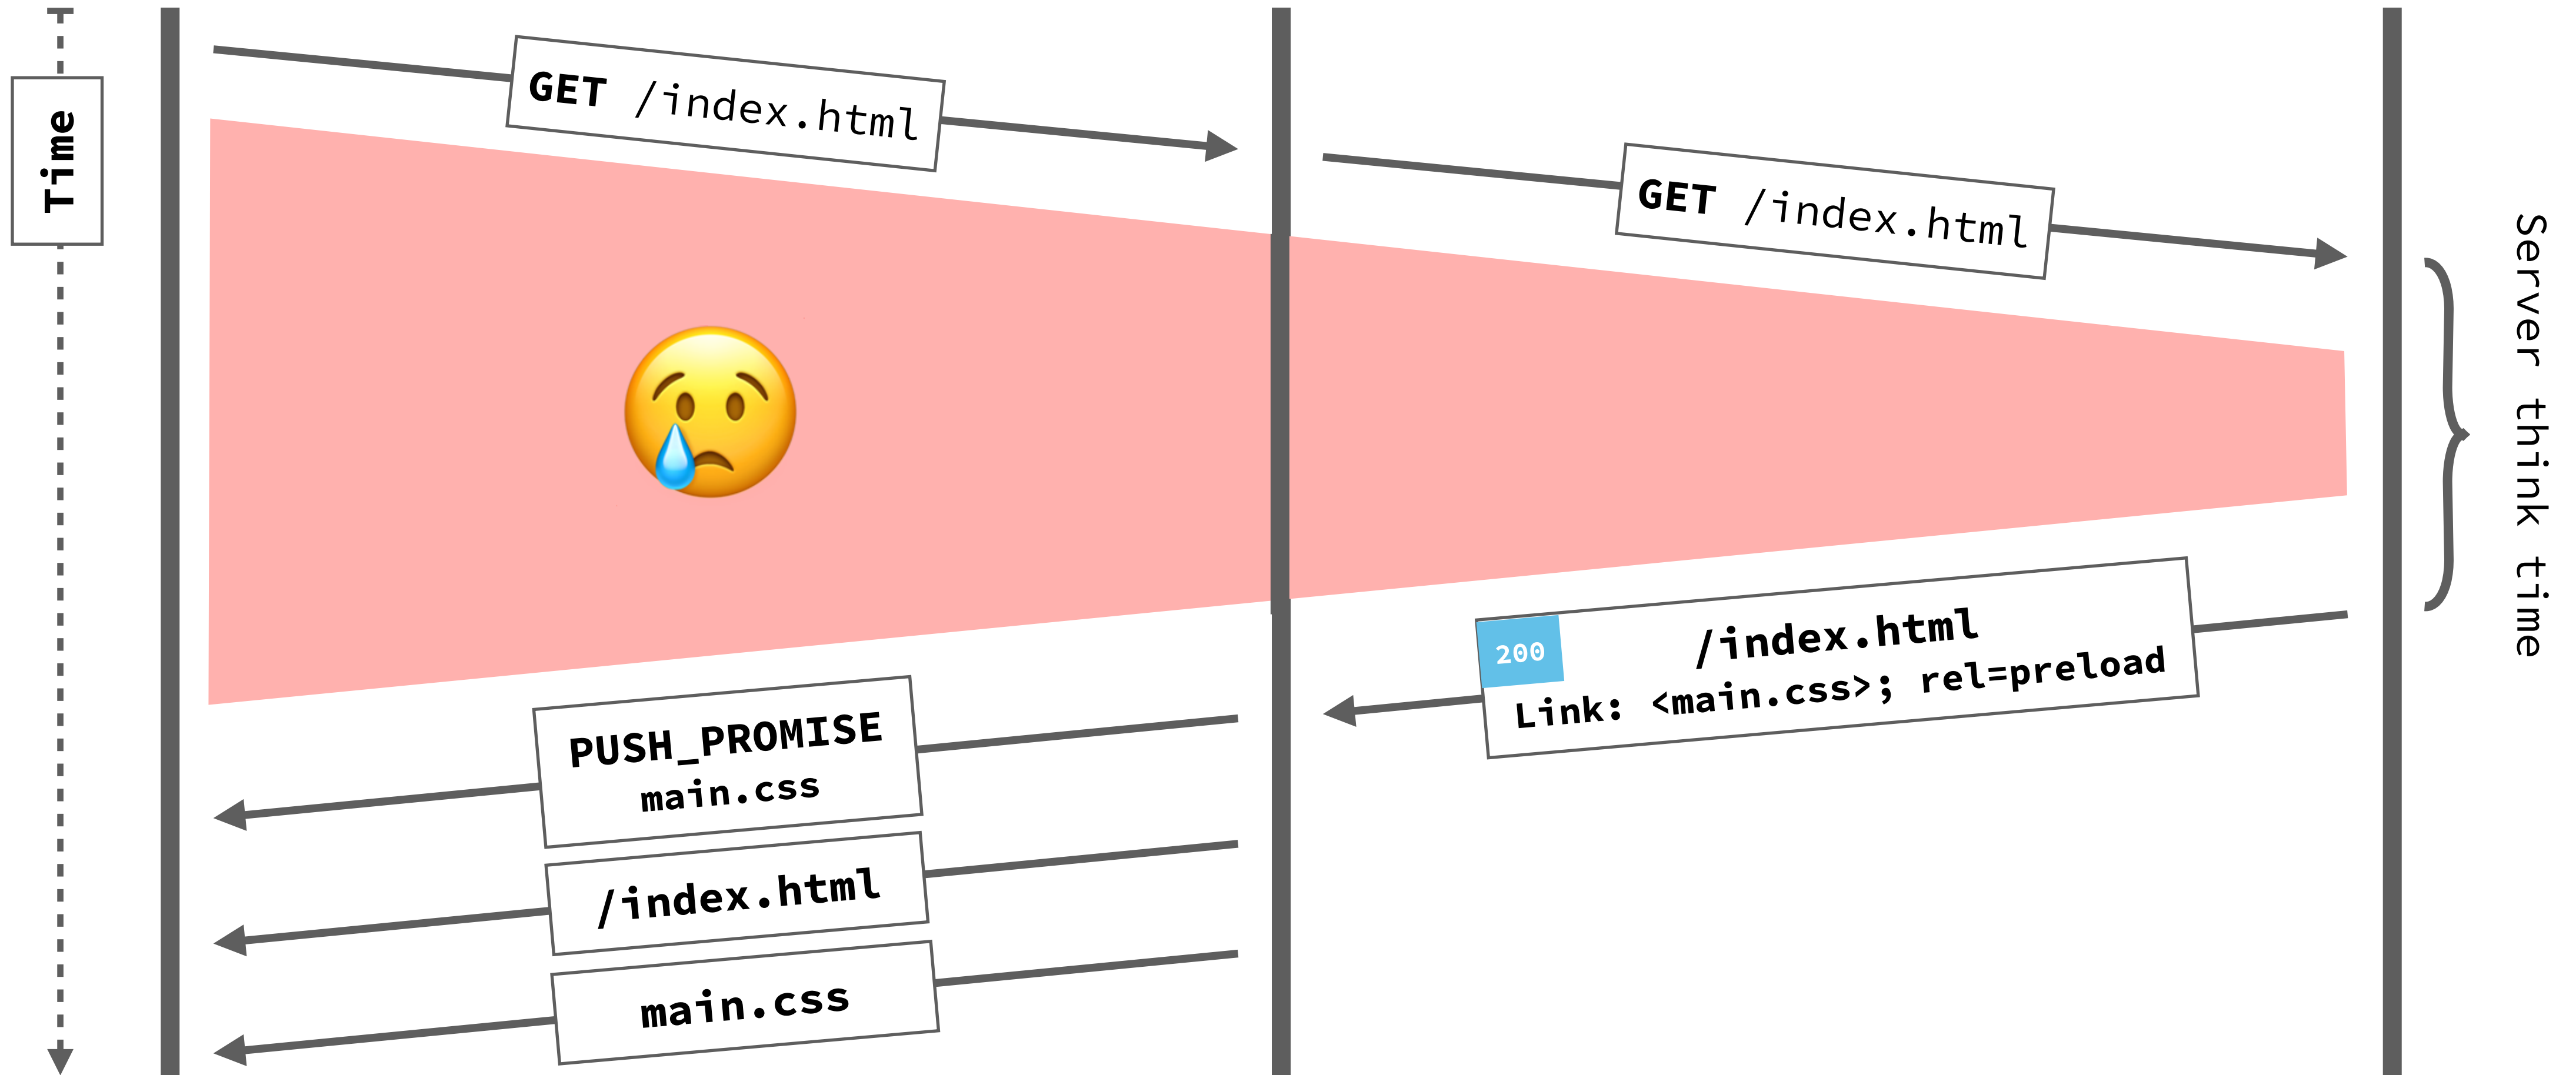 Time
GET /index.html
GET /index.html
Server think time
200
/index.html
Link: <main.css>; rel=preload
PUSH_PROMISE
main.css
/index.html
main.css